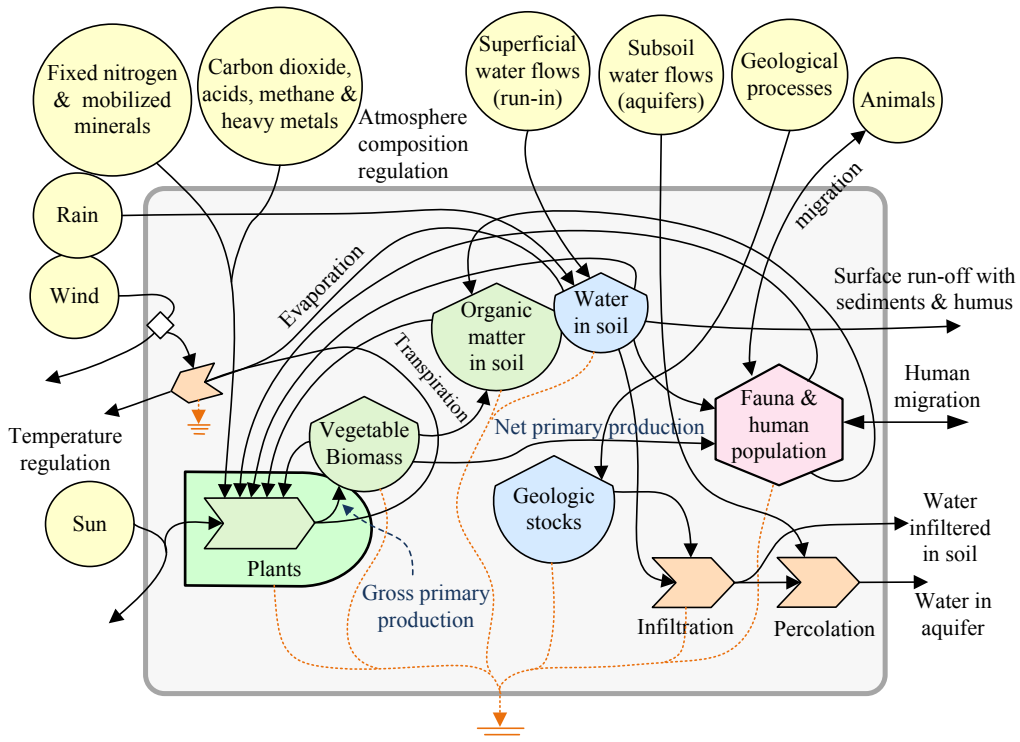 Fixed nitrogen
& mobilized
minerals
Carbon dioxide,
acids, methane &
heavy metals
Atmosphere
composition
regulation
Superficial
water flows
(run-in)
Subsoil
water flows
(aquifers)
Geological
processes
Animals
migration
Rain
Wind
Evaporation
Organic
matter
in soil
Water
in soil
Surface run-off with
sediments & humus
Transpiration
Temperature
regulation
Vegetable
Biomass
Net primary production
Fauna &
human
population
Human
migration
Sun
Geologic
stocks
Plants
Gross primary
production
Infiltration
Percolation
Water
infiltered
in soil
Water in
aquifer